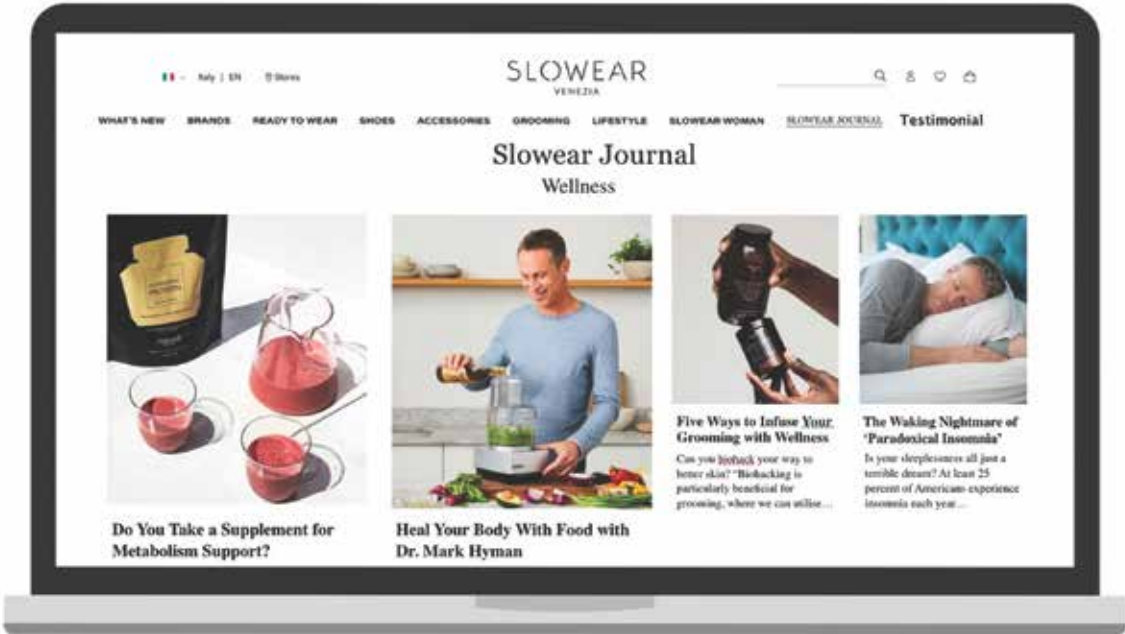 Italy | EN
Stores
SLOWEAR
VENEZIA
WHAT'S NEW BRANDS READY TO WEAR SHOES ACCESSORIES GROOMING LIFESTYLE SLOWEAR WOMAN SLOWEAR JOURNAL Testimonial
Slowear Journal
Wellness
Do You Take a Supplement for
Metabolism Support?
Heal Your Body With Food with
Dr. Mark Hyman
Five Ways to Infuse Your
Grooming with Wellness
Can you biohack your way to
better skin? "Biohacking is
particularly beneficial for
grooming, where we can utilise...
The Waking Nightmare of
'Paradoxical Insomnia'
Is your sleeplessness all just a
terrible dream? At least 25
percent of Americans experience
insomnia each year...